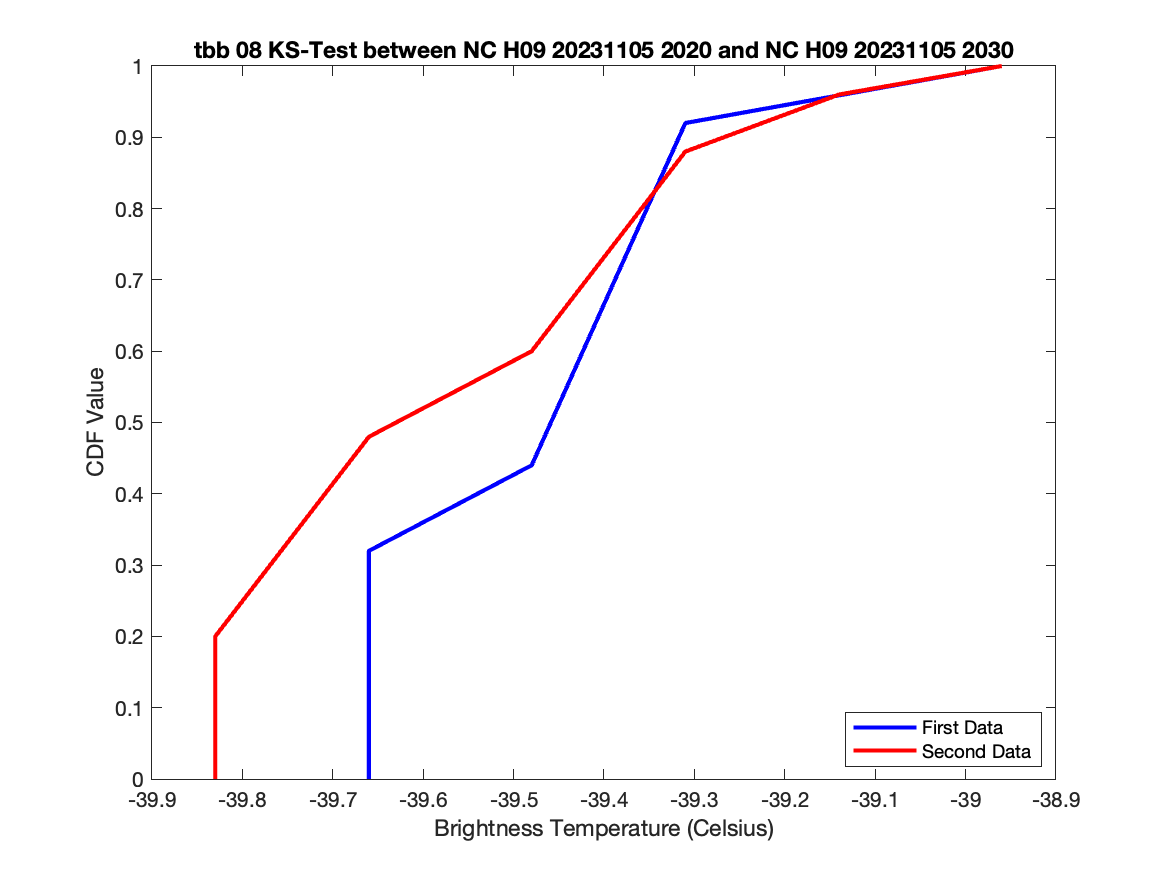 tbb 08 KS-Test between NC H09 20231105 2020 and NC H09 20231105 2030
1
0.9
0.8
0.7
0.6
0.5
0.4
0.3
0.2
0.1
0
CDF Value
-39.9 -39.8 -39.7 -39.6 -39.5 -39.4 -39.3 -39.2 -39.1 -39 -38.9
Brightness Temperature (Celsius)
First Data
Second Data